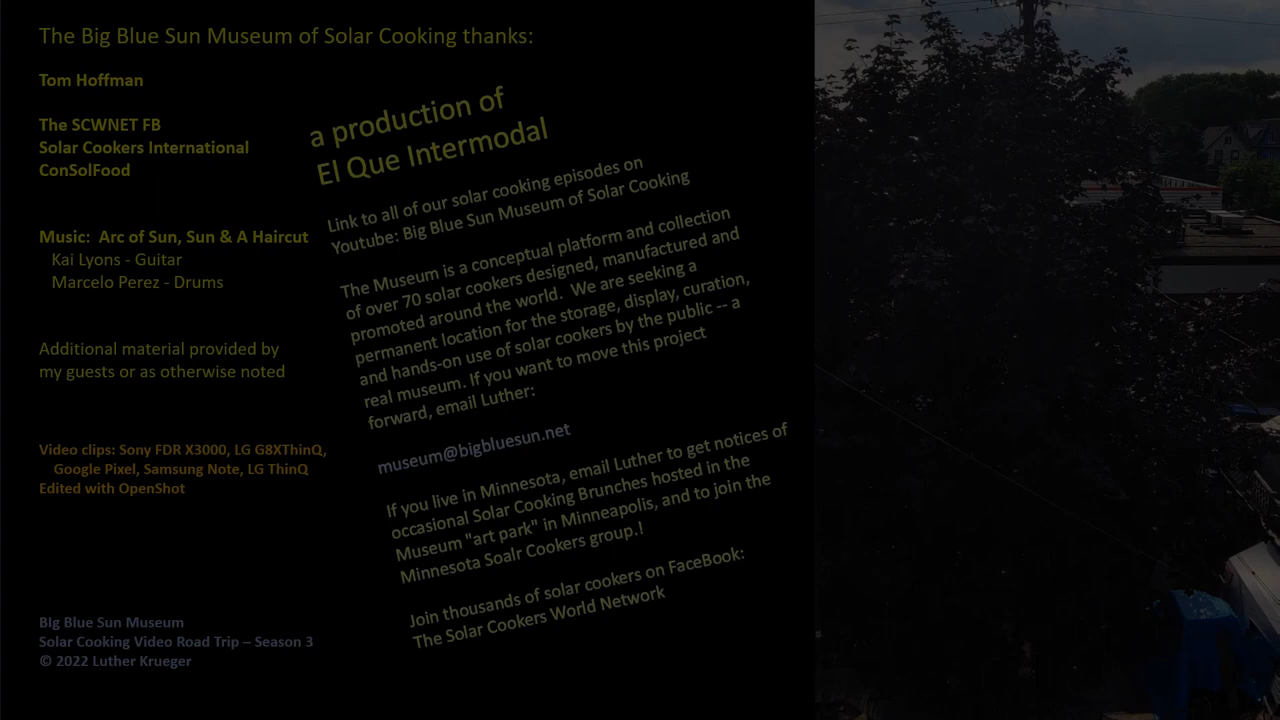 The Big Blue Sun Museum of Solar Cooking thanks:
Tom Hoffman
The SCWNET FB
Solar Cookers International
ConSolFood
Music:  Arc of Sun, Sun & A Haircut
Kai Lyons - Guitar
Marcelo Perez - Drums
Additional material provided by
my guests or as otherwise noted
Video clips: Sony FDR X3000, LG G8XThinQ,
Google Pixel, Samsung Note, LG ThinQ
Edited with OpenShot
BIg Blue Sun Museum
Solar Cooking Video Road Trip – Season 3
© 2022 Luther Krueger
a production of
El Que Intermodal
Link to all of our solar cooking episodes on
Youtube: Big Blue Sun Museum of Solar Cooking
The Museum is a conceptual platform and collection
of over 70 solar cookers designed, manufactured and
promoted around the world.  We are seeking a
permanent location for the storage, display, curation,
and hands-on use of solar cookers by the public -- a
real museum. If you want to move this project
forward, email Luther:
museum@bigbluesun.net
If you live in Minnesota, email Luther to get notices of
occasional Solar Cooking Brunches hosted in the
Museum "art park" in Minneapolis, and to join the
Minnesota Soalr Cookers group.!
Join thousands of solar cookers on FaceBook:
The Solar Cookers World Network